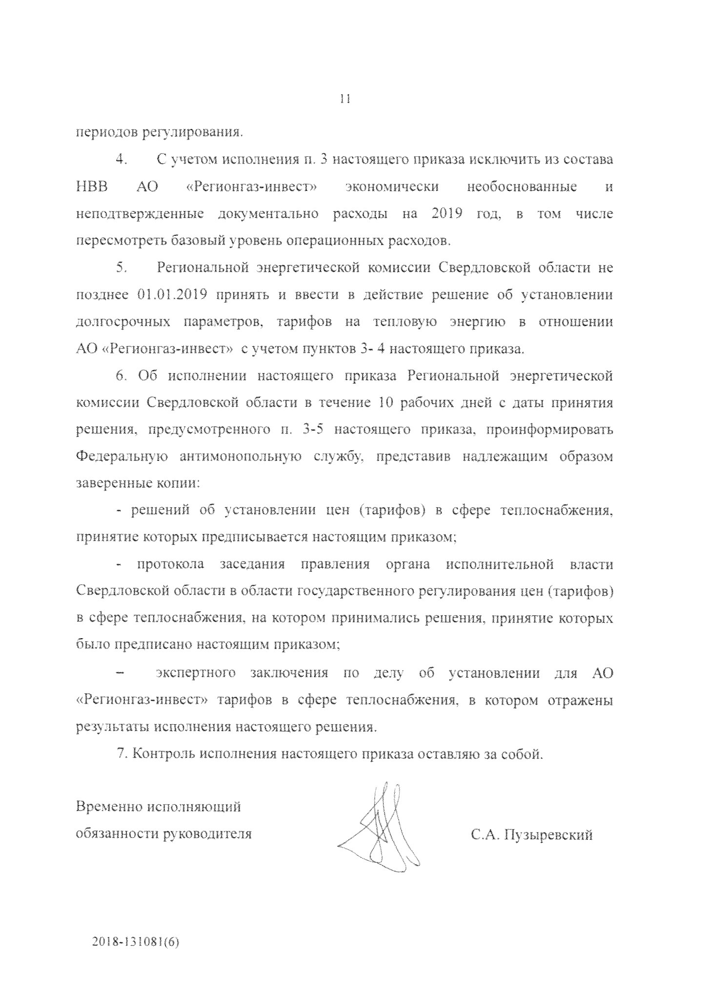 11
периодов регулирования.
4. С учетом исполнения п. 3 настоящего приказа исключить из состава
НВВ АО «Регионгаз-инвест» экономически необоснованные и
неподтвержденные документально расходы на 2019 год, в том числе
пересмотреть базовый уровень операционных расходов.
5. Региональной энергетической комиссии Свердловской области не
позднее 01.01.2019 принять и ввести в действие решение об установлении
долгосрочных параметров, тарифов на тепловую энергию в отношении
АО «Регионгаз-инвест» с учетом пунктов 3- 4 настоящего приказа.
6. Об исполнении настоящего приказа Региональной энергетической
комиссии Свердловской области в течение 10 рабочих дней с даты принятия
решения, предусмотренного п. 3-5 настоящего приказа, проинформировать
Федеральную антимонопольную службу, представив надлежащим образом
заверенные копии:
- решений об установлении цен (тарифов) в сфере теплоснабжения,
принятие которых предписывается настоящим приказом;
- протокола заседания правления органа исполнительной власти
Свердловской области в области государственного регулирования цен (тарифов)
в сфере теплоснабжения, на котором принимались решения, принятие которых
было предписано настоящим приказом;
– экспертного заключения по делу об установлении для АО
«Регионгаз-инвест» тарифов в сфере теплоснабжения, в котором отражены
результаты исполнения настоящего решения.
7. Контроль исполнения настоящего приказа оставляю за собой.
Временно исполняющий
обязанности руководителя С.А. Пузыревский
2018-131081(6)